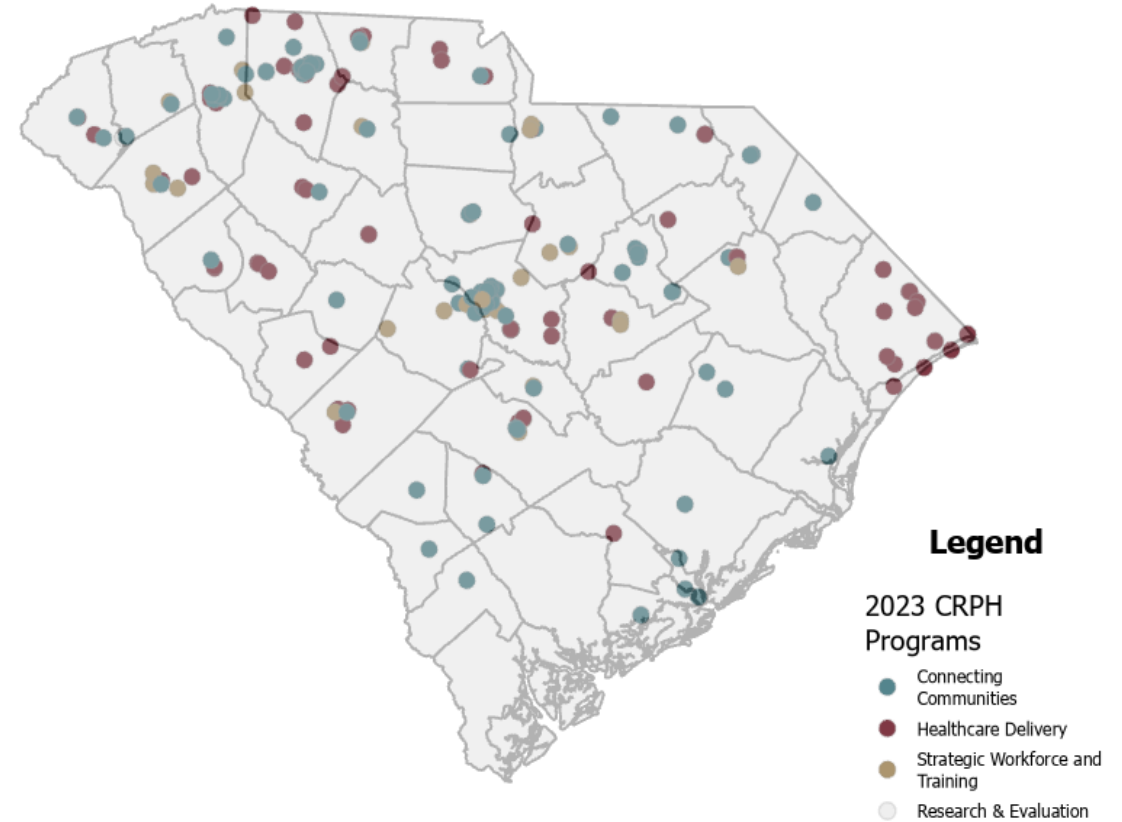 Legend
2023 CRPH
Programs
Connecting
Communities
Healthcare Delivery
Strategic Workforce and
Training
Research & Evaluation